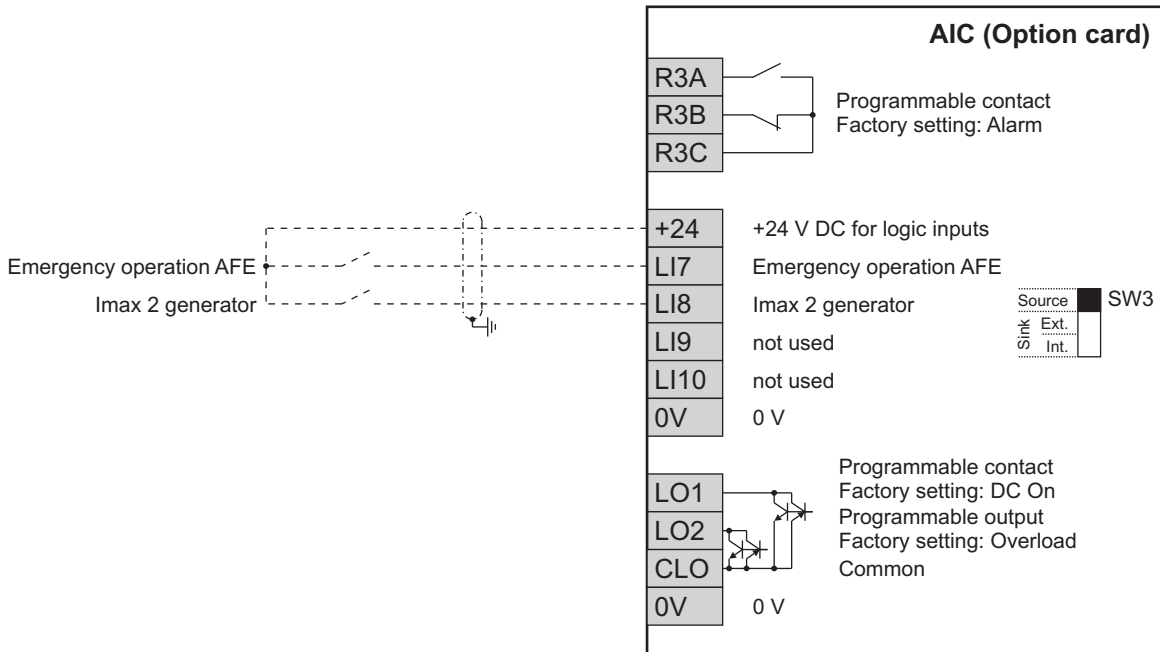 AIC (Option card)
R3A
R3B
R3C
Programmable contact
Factory setting: Alarm
+24 +24 V DC for logic inputs
Emergency operation AFE LI7 Emergency operation AFE
Imax 2 generator LI8 Imax 2 generator
LI9 not used
LI10 not used
0V 0 V
Source SW3
Sink Ext.
Int.
LO1
LO2
CLO
0V 0 V
Programmable contact
Factory setting: DC On
Programmable output
Factory setting: Overload
Common